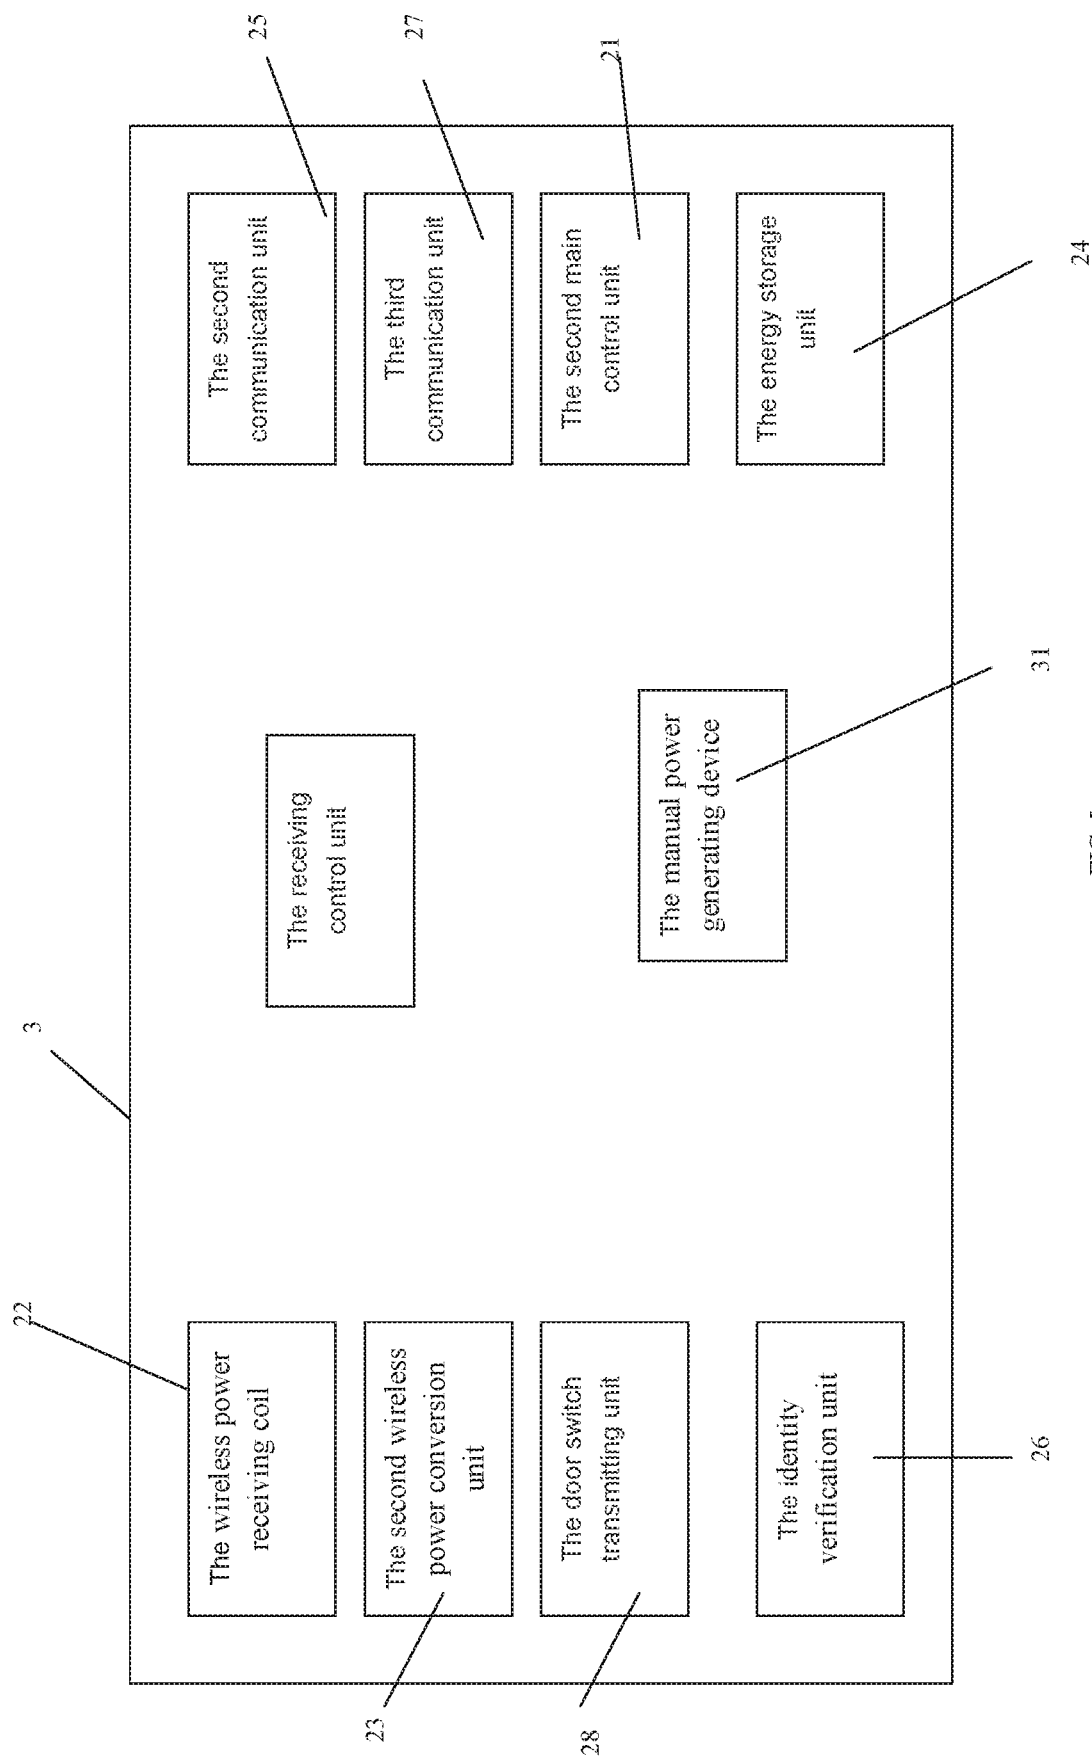 22
3
The wireless power
receiving coil
The receiving
control unit
The second
communication unit
25
23
The second wireless
power conversion
unit
The third
communication unit
27
28
The door switch
transmitting unit
The manual power
generating device
The second main
control unit
21
The identity
verification unit
The energy storage
unit
26
31
24